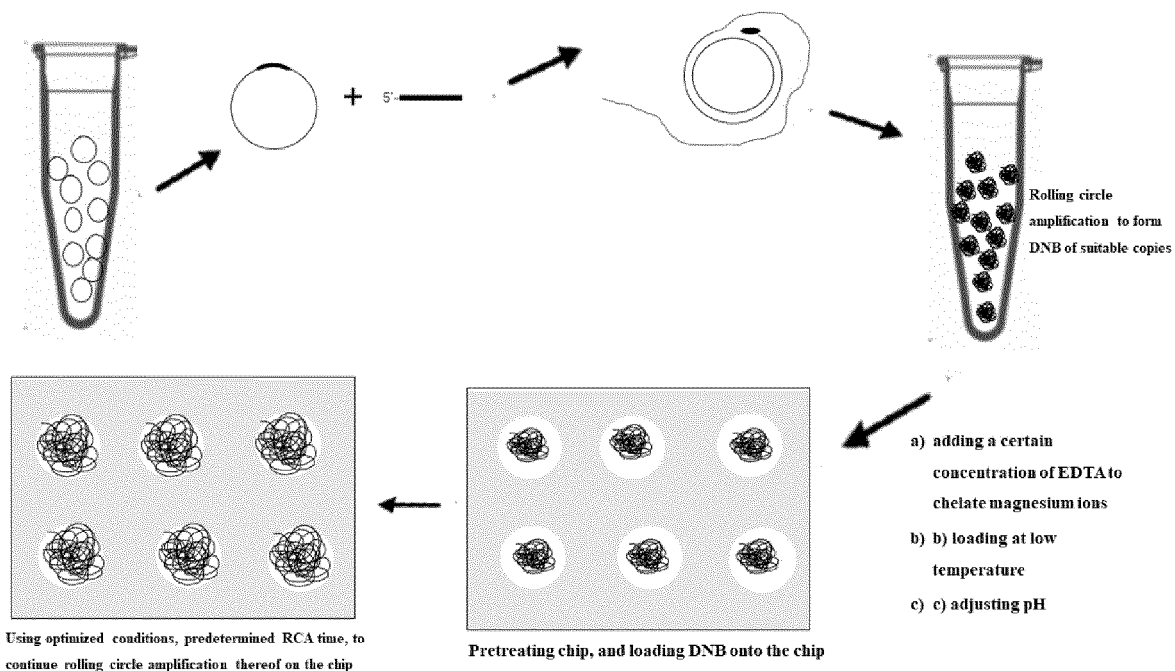 +
5'
Rolling circle
amplification to form
DNB of suitable copies
a) adding a certain
concentration of EDTA to
chelate magnesium ions
b) b) loading at low
temperature
c) c) adjusting pH
Pretreating chip, and loading DNB onto the chip
Using optimized conditions, predetermined RCA time, to
continue rolling circle amplification thereof on the chip